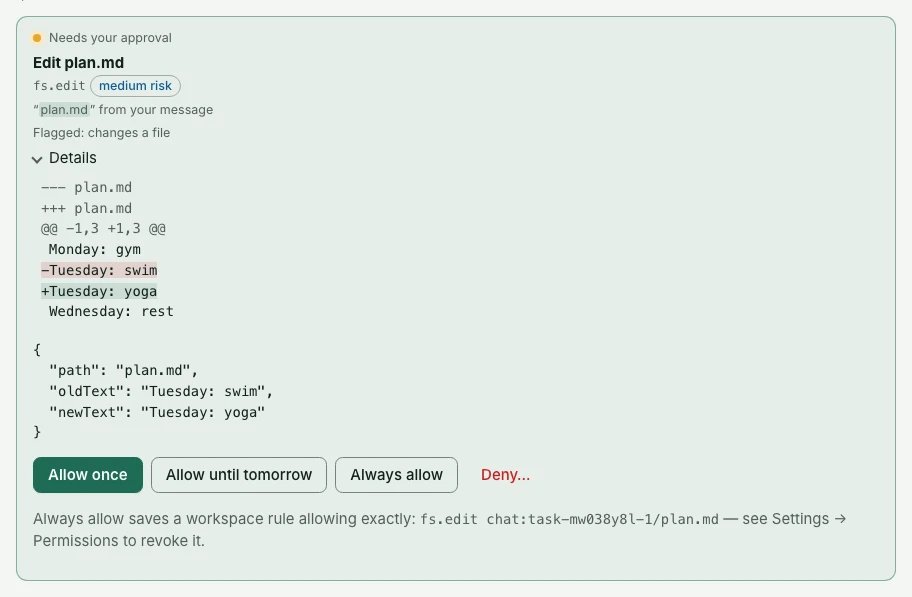 Needs your approval
Edit plan.md
fs.edit medium risk
“plan.md” from your message
Flagged: changes a file
Details
--- plan.md
+++ plan.md
@@ -1,3 +1,3 @@
 Monday: gym
-Tuesday: swim
+Tuesday: yoga
 Wednesday: rest
{
  "path": "plan.md",
  "oldText": "Tuesday: swim",
  "newText": "Tuesday: yoga"
}
Allow once Allow until tomorrow Always allow Deny...
Always allow saves a workspace rule allowing exactly: fs.edit chat:task-mw038y8l-1/plan.md — see Settings →
Permissions to revoke it.